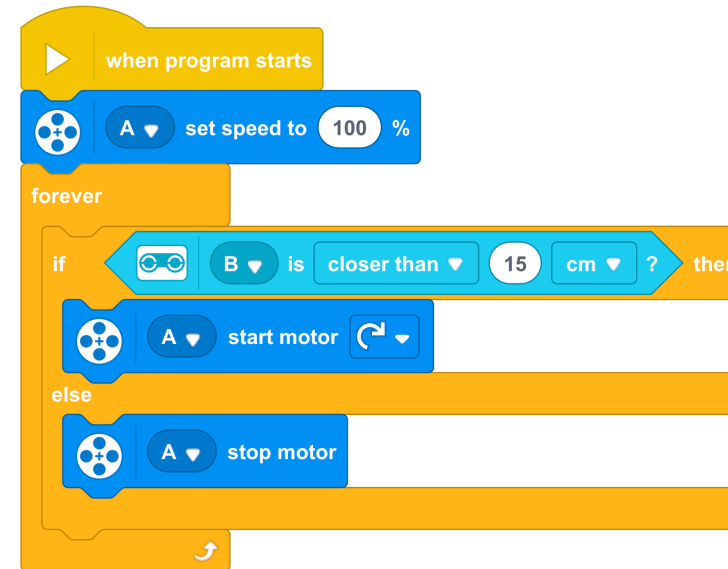 when program starts
A set speed to 100 %
forever
if B is closer than 15 cm ? the
A start motor
else
A stop motor